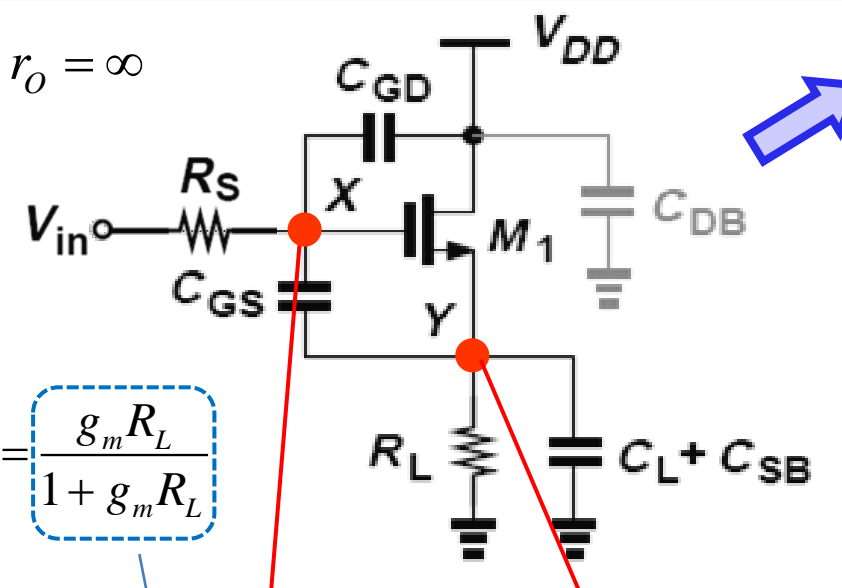 r_O = ∞
V_DD
C_GD
R_S
X
V_in
M_1
C_DB
C_GS
Y
= g_m R_L / 1 + g_m R_L
R_L
C_L + C_SB